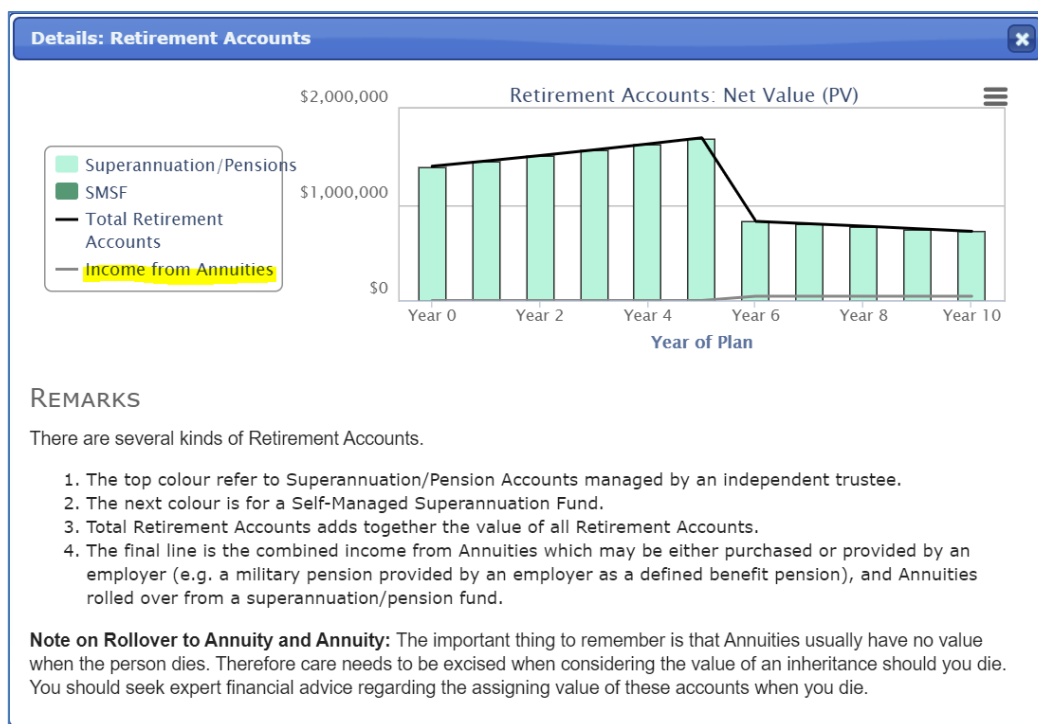 Details: Retirement Accounts
Retirement Accounts: Net Value (PV)
$2,000,000
$1,000,000
$0
Superannuation/Pensions
SMSF
Total Retirement
Accounts
Income from Annuities
Year 0
Year 2
Year 4
Year 6
Year 8
Year 10
Year of Plan
REMARKS
There are several kinds of Retirement Accounts.
1. The top colour refer to Superannuation/Pension Accounts managed by an independent trustee.
2. The next colour is for a Self-Managed Superannuation Fund.
3. Total Retirement Accounts adds together the value of all Retirement Accounts.
4. The final line is the combined income from Annuities which may be either purchased or provided by an
employer (e.g. a military pension provided by an employer as a defined benefit pension), and Annuities
rolled over from a superannuation/pension fund.
Note on Rollover to Annuity and Annuity: The important thing to remember is that Annuities usually have no value
when the person dies. Therefore care needs to be excised when considering the value of an inheritance should you die.
You should seek expert financial advice regarding the assigning value of these accounts when you die.